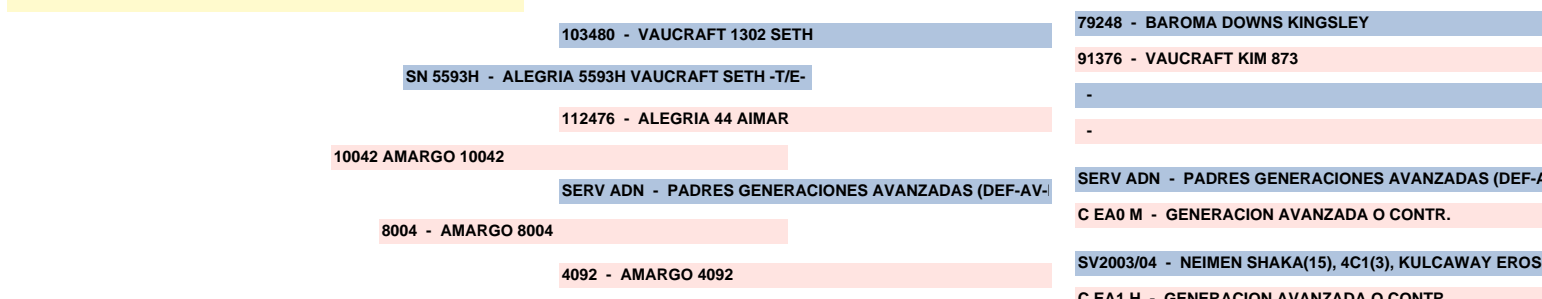 79248 - BAROMA DOWNS KINGSLEY
103480 - VAUCRAFT 1302 SETH
91376 - VAUCRAFT KIM 873
SN 5593H - ALEGRIA 5593H VAUCRAFT SETH -T/E-
-
112476 - ALEGRIA 44 AIMAR
-
10042 AMARGO 10042
SERV ADN - PADRES GENERACIONES AVANZADAS (DEF-A
SERV ADN - PADRES GENERACIONES AVANZADAS (DEF-AV-
C EA0 M - GENERACION AVANZADA O CONTR.
8004 - AMARGO 8004
SV2003/04 - NEIMEN SHAKA(15), 4C1(3), KULCAWAY EROS
4092 - AMARGO 4092
C EA1 H - GENERACION AVANZADA O CONTR